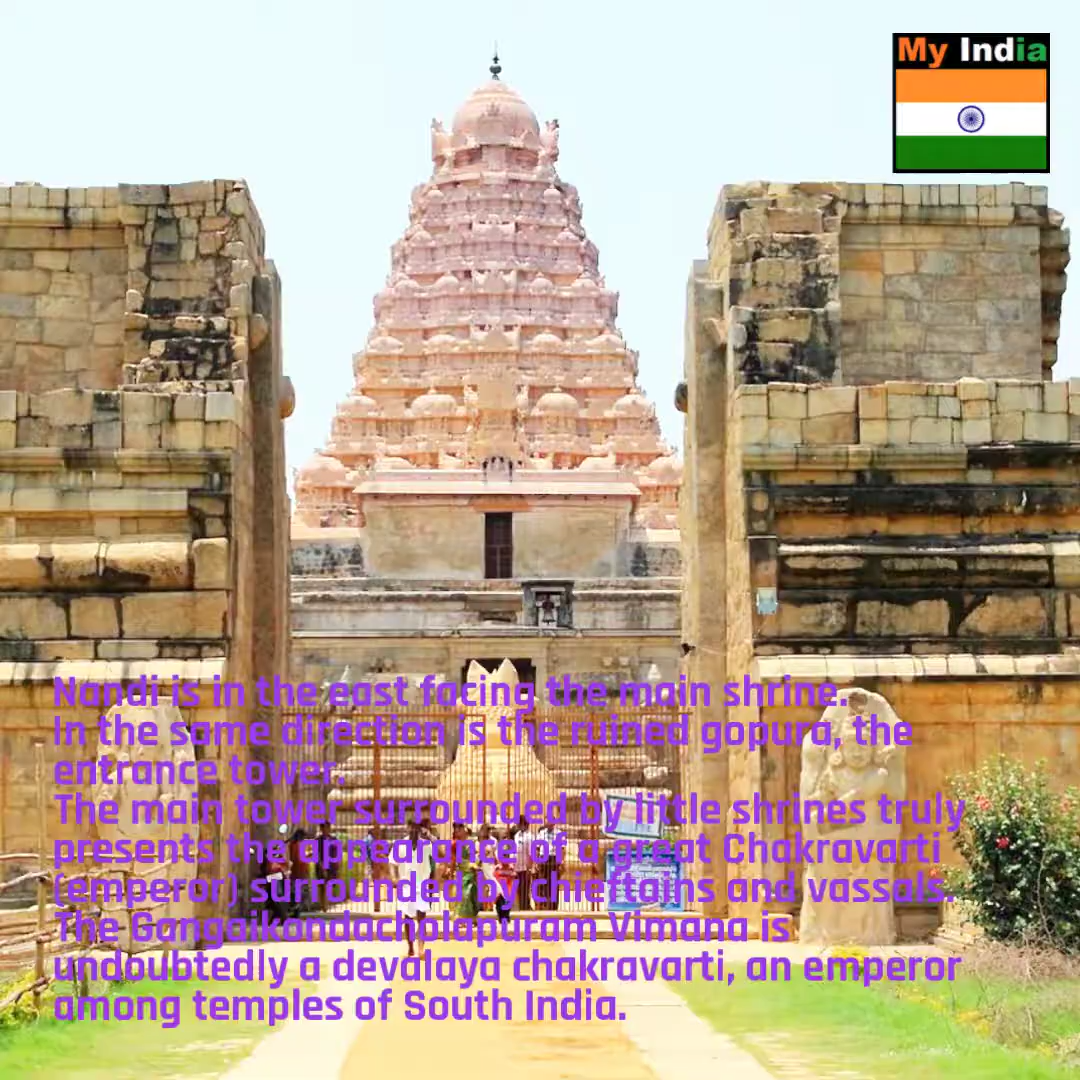 My India
Nandi is in the east facing the main shrine.
In the same direction is the ruined gopura, the
entrance tower.
The main tower surrounded by little shrines truly
presents the appearance of a great Chakravarti
(emperor) surrounded by chieftains and vassals.
The Gangaikondacholapuram Vimana is
undoubtedly a devalaya chakravarti, an emperor
among temples of South India.